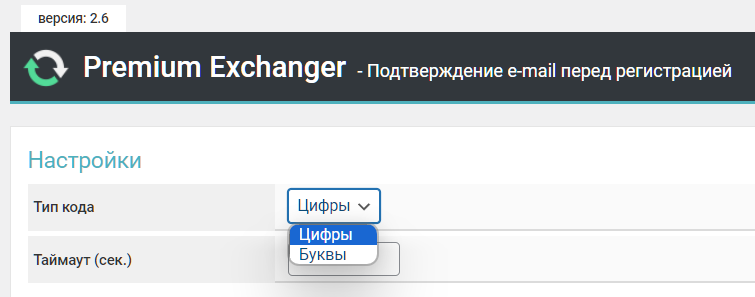 версия: 2.6
Premium Exchanger - Подтверждение e-mail перед регистрацией
Настройки
Тип кода
Цифры
Цифры
Буквы
Таймаут (сек.)